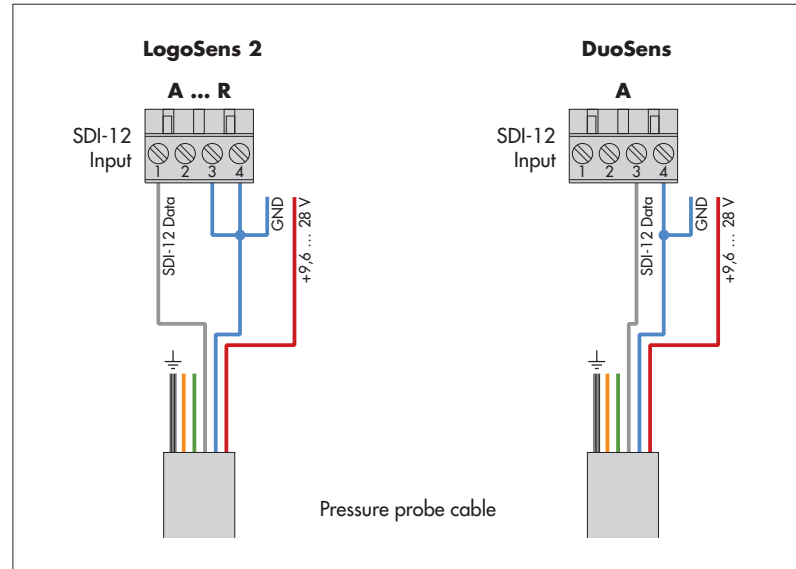 LogoSens 2
A ... R
SDI-12
Input
1 2 3 4
SDI-12 Data
GND
+9,6 ... 28 V
DuoSens
A
SDI-12
Input
1 2 3 4
SDI-12 Data
GND
+9,6 ... 28 V
Pressure probe cable